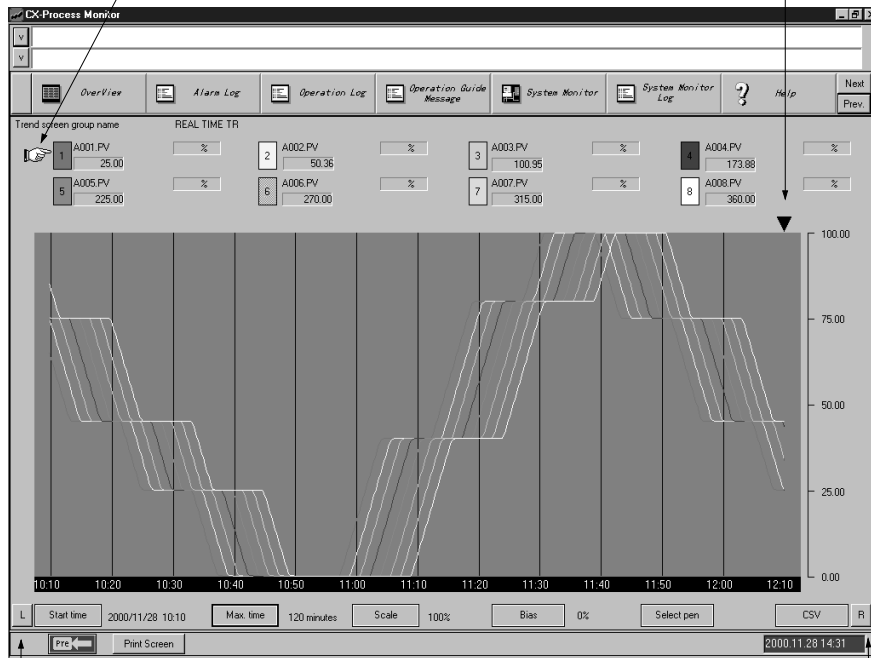 CX-Process Monitor
v
v
OverView Alarm Log Operation Log Operation Guide Message System Monitor System Monitor Log Help Next Prev.
Trend screen group name REAL TIME TR
1 A001.PV 25.00 % 2 A002.PV 50.36 % 3 A003.PV 100.95 % 4 A004.PV 173.88 %
5 A005.PV 225.00 % 6 A006.PV 270.00 % 7 A007.PV 315.00 % 8 A008.PV 360.00 %
100.00
75.00
50.00
25.00
0.00
10:10 10:20 10:30 10:40 10:50 11:00 11:10 11:20 11:30 11:40 11:50 12:00 12:10
L Start time 2000/11/28 10:10 Max. time 120 minutes Scale 100% Bias 0% Select pen CSV R
Pre Print Screen 2000.11.28 14:31